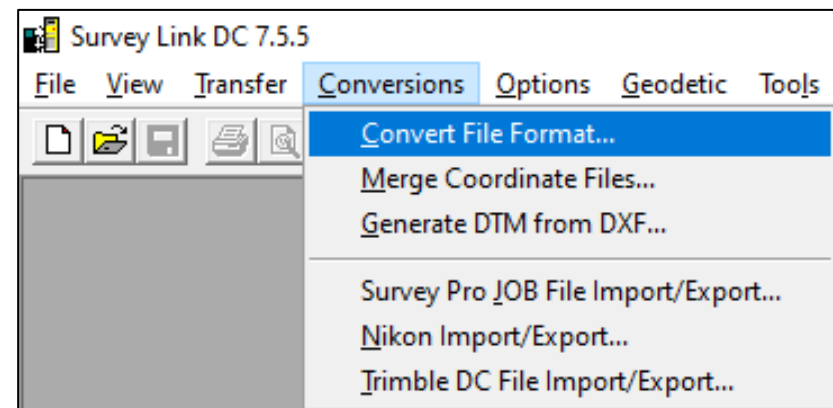 Survey Link DC 7.5.5
File View Transfer Conversions Options Geodetic Tools
Convert File Format...
Merge Coordinate Files...
Generate DTM from DXF...
Survey Pro JOB File Import/Export...
Nikon Import/Export...
Trimble DC File Import/Export...